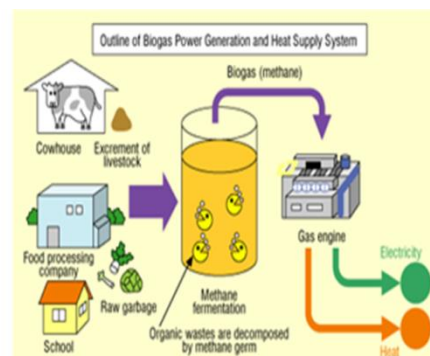 Outline of Biogas Power Generation and Heat Supply System
Biogas (methane)
Cowhouse
Excrement of
livestock
Food processing
company
Raw garbage
School
Methane
fermentation
Organic wastes are decomposed
by methane germ
Gas engine
Electricity
Heat